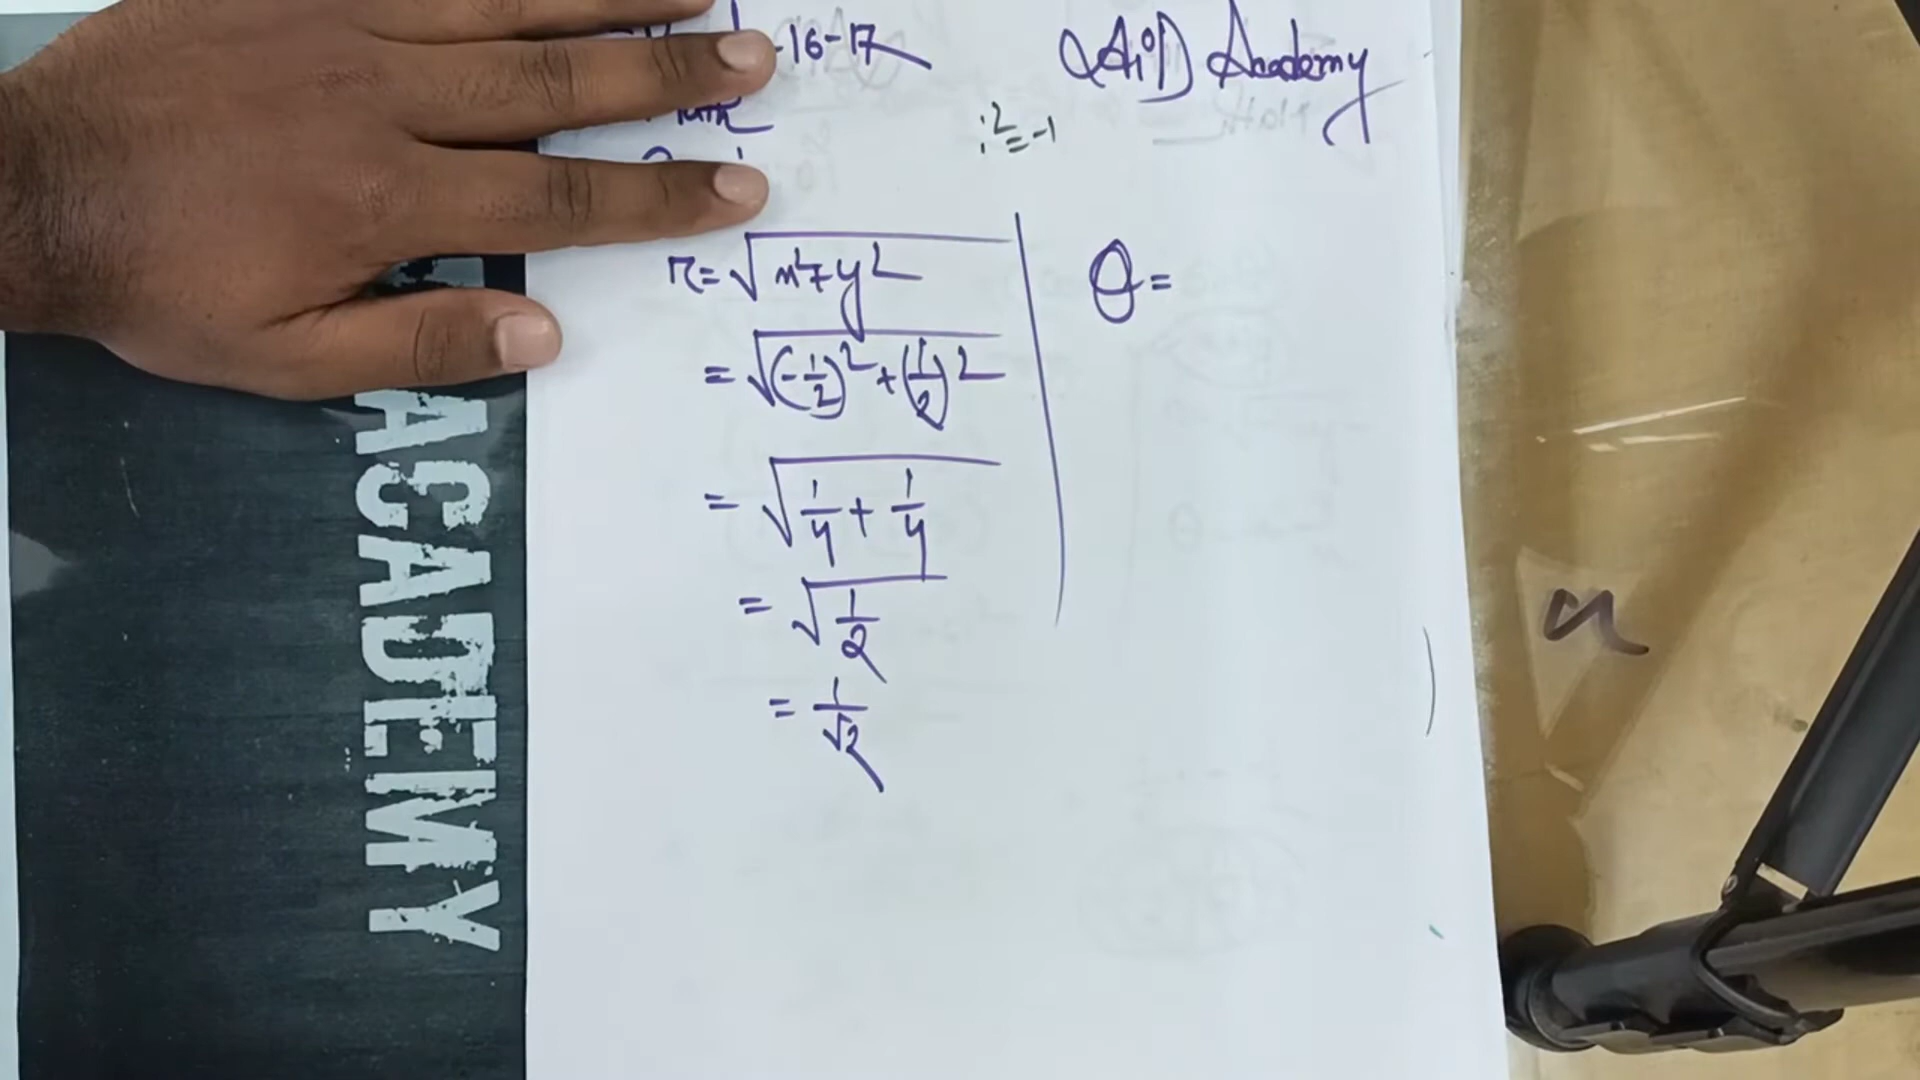 -16-17
(AiD) Academy
i²=-1
r=√x²+y²
=√(-1/2)²+(1/2)²
=√1/4+1/4
=√1/2
=1/√2
θ=
ACADEMY
x